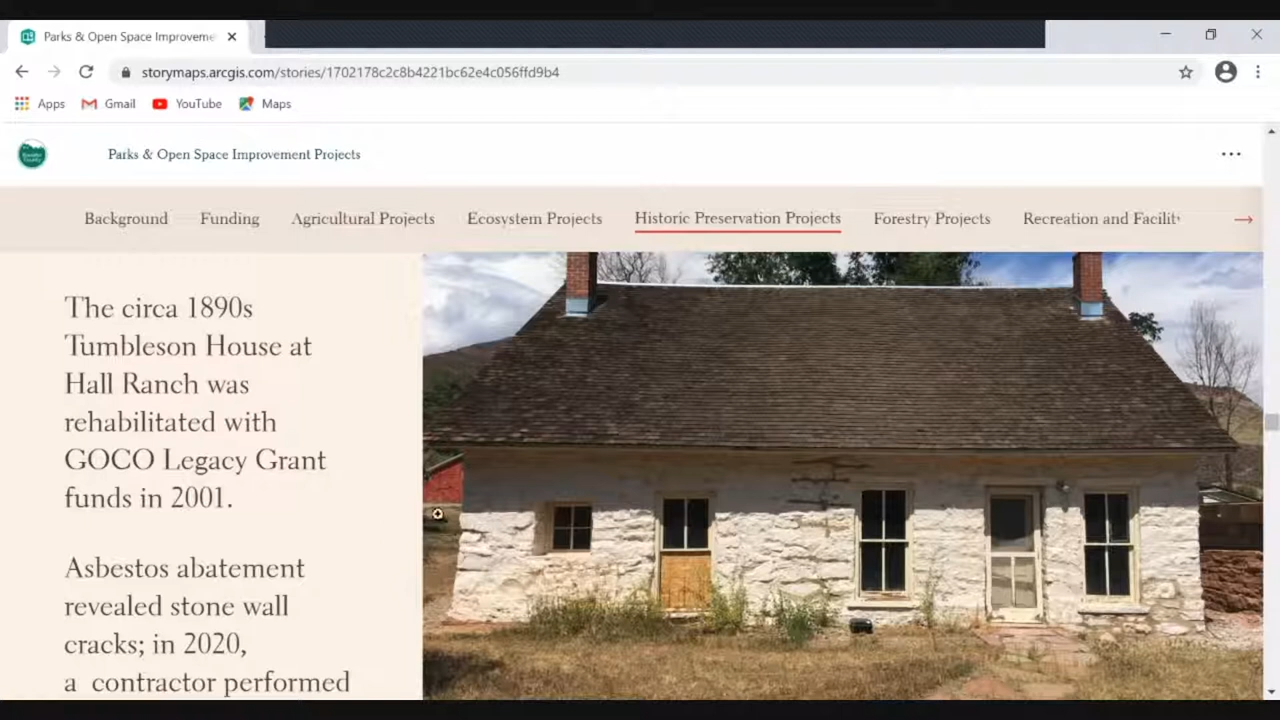 Parks & Open Space Improveme
storymaps.arcgis.com/stories/1702178c2c8b4221bc62e4c056ffd9b4
Apps Gmail YouTube Maps
Parks & Open Space Improvement Projects
Background Funding Agricultural Projects Ecosystem Projects Historic Preservation Projects Forestry Projects Recreation and Facilit
The circa 1890s
Tumbleson House at
Hall Ranch was
rehabilitated with
GOCO Legacy Grant
funds in 2001.
Asbestos abatement
revealed stone wall
cracks; in 2020,
a contractor performed